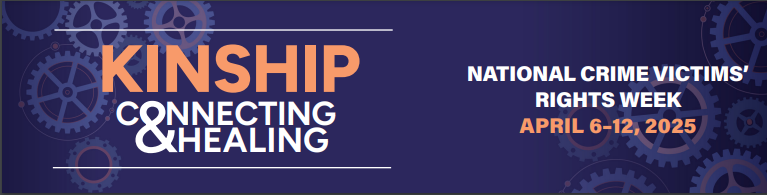 KINSHIP
CONNECTING
&HEALING
NATIONAL CRIME VICTIMS’
RIGHTS WEEK
APRIL 6–12, 2025